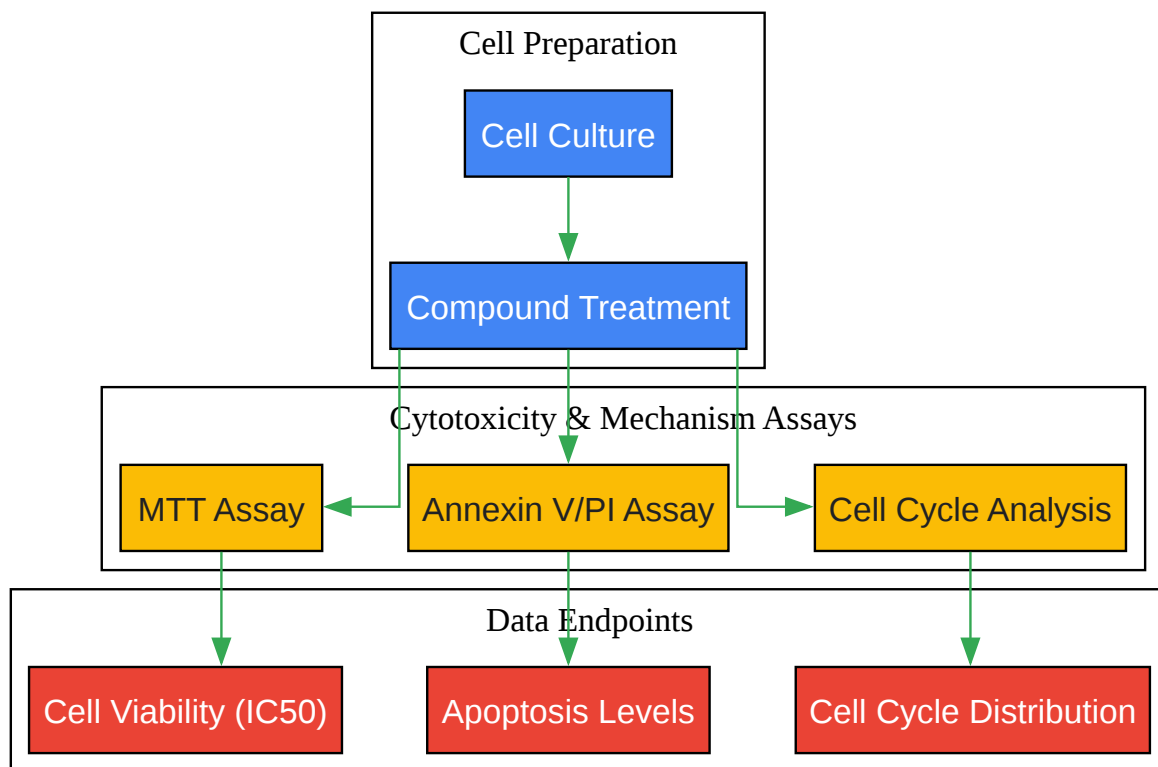 Cell Preparation
Cell Culture
Compound Treatment
Cytotoxicity & Mechanism Assays
MTT Assay
Annexin V/PI Assay
Cell Cycle Analysis
Data Endpoints
Cell Viability (IC50)
Apoptosis Levels
Cell Cycle Distribution